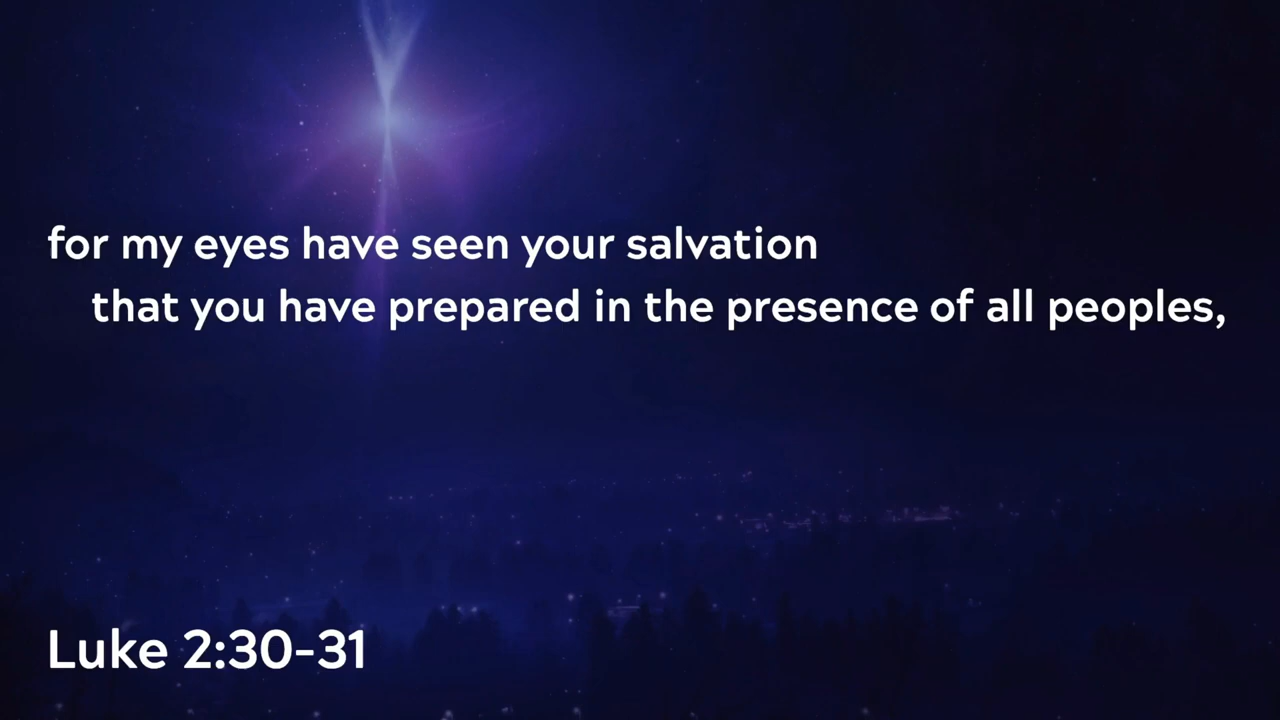 for my eyes have seen your salvation
that you have prepared in the presence of all peoples,
Luke 2:30-31